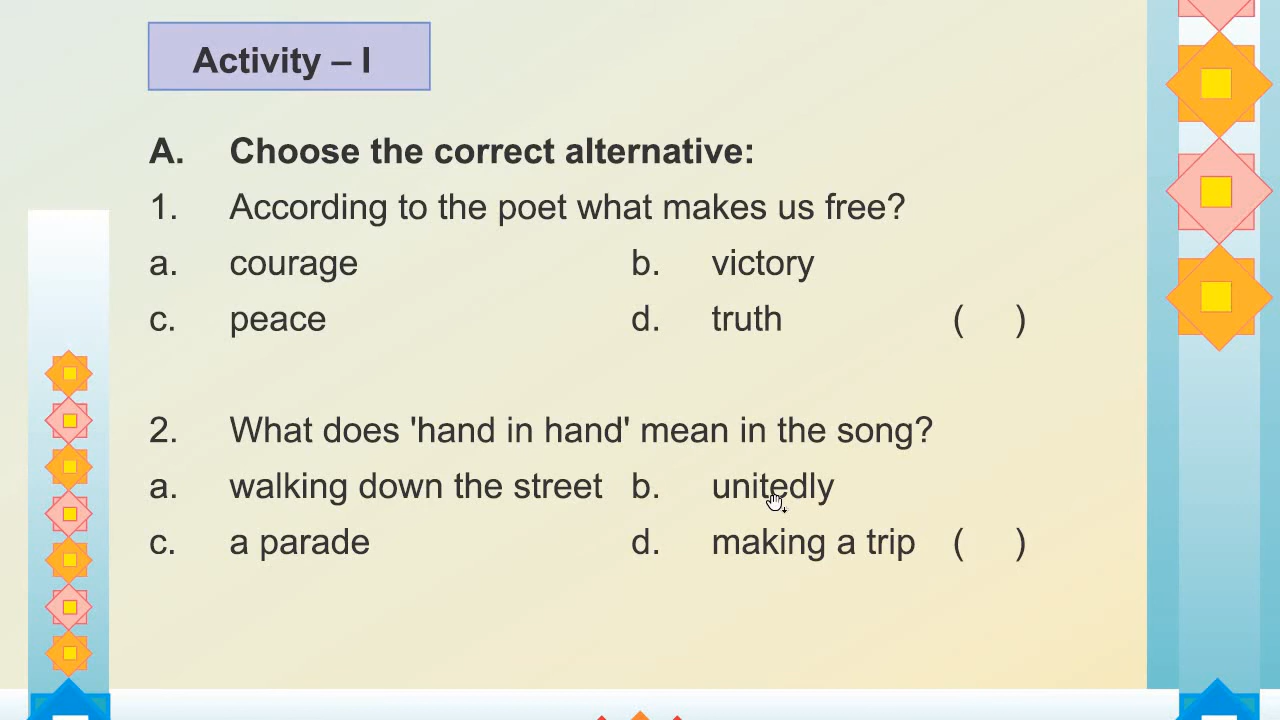 Activity – I
A. Choose the correct alternative:
1. According to the poet what makes us free?
a. courage b. victory
c. peace d. truth ( )
2. What does 'hand in hand' mean in the song?
a. walking down the street b. unitedly
c. a parade d. making a trip ( )